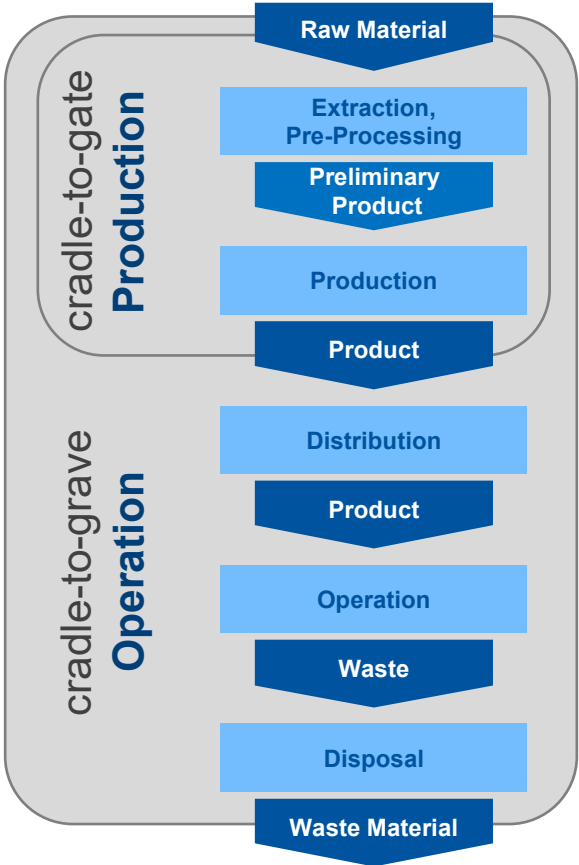 Raw Material
cradle-to-gate
Production
Extraction,
Pre-Processing
Preliminary
Product
Production
Product
cradle-to-grave
Operation
Distribution
Product
Operation
Waste
Disposal
Waste Material